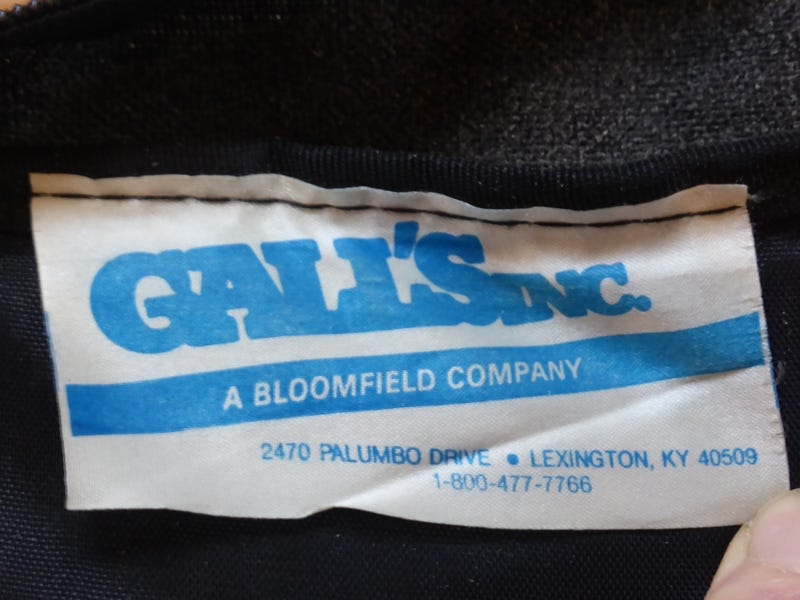 GALL'S INC.
A BLOOMFIELD COMPANY
2470 PALUMBO DRIVE • LEXINGTON, KY 40509
1-800-477-7766